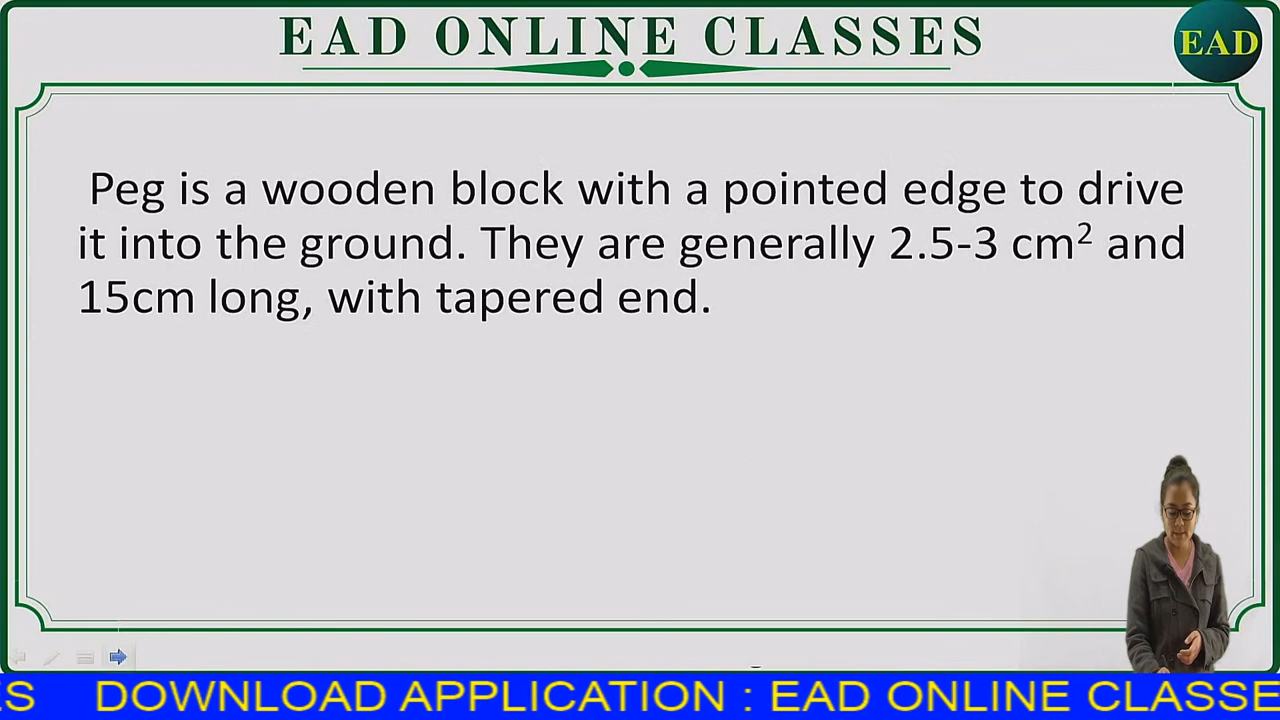 EAD ONLINE CLASSES
EAD
Peg is a wooden block with a pointed edge to drive
it into the ground. They are generally 2.5-3 cm² and
15cm long, with tapered end.
ES DOWNLOAD APPLICATION : EAD ONLINE CLASSE